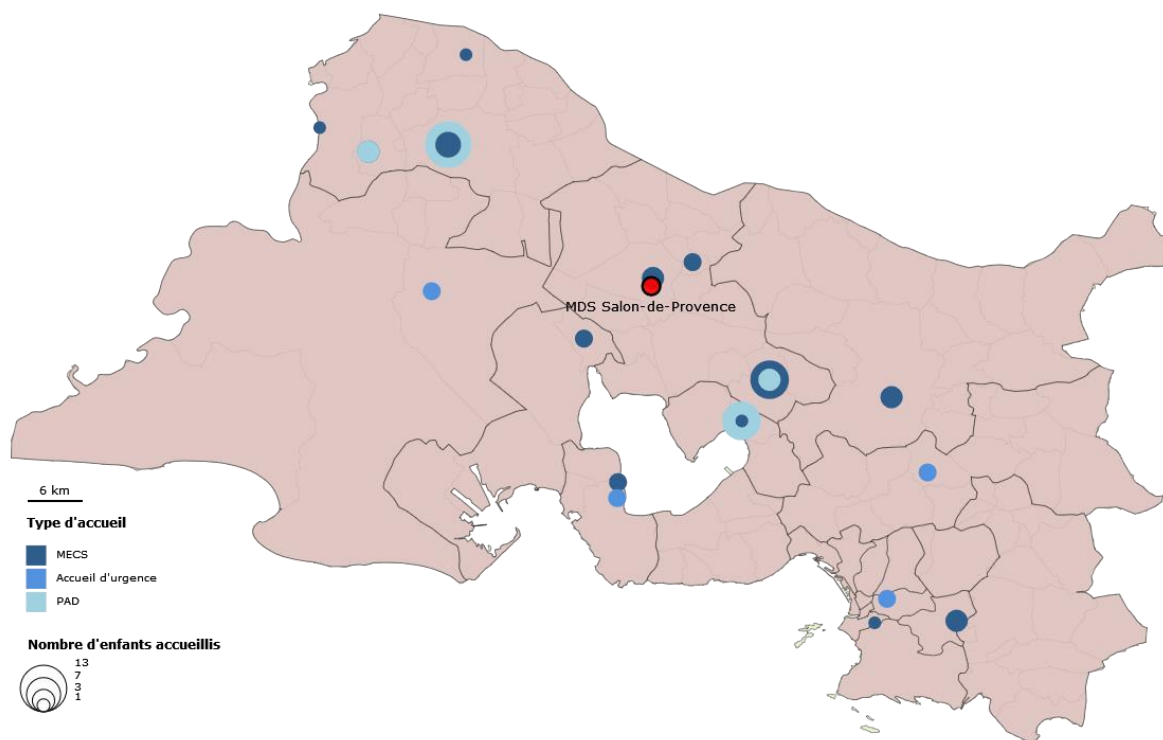 MDS Salon-de-Provence
6 km
Type d'accueil
MECS
Accueil d'urgence
PAD
Nombre d'enfants accueillis
13
7
3
1